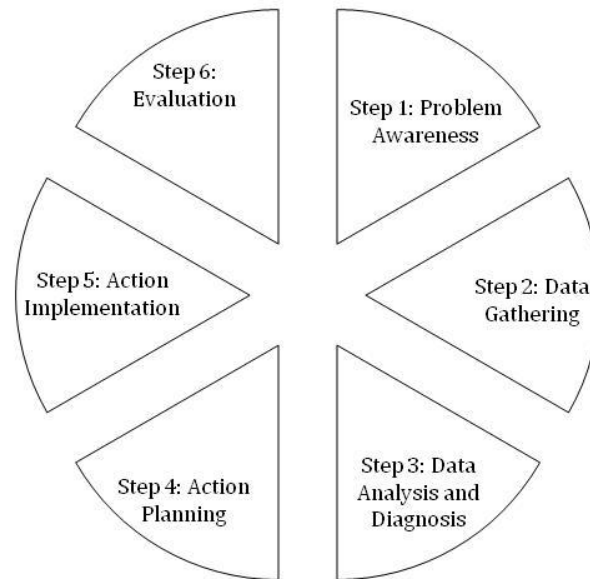 Step 1: Problem
Awareness
Step 2: Data
Gathering
Step 3: Data
Analysis and
Diagnosis
Step 4: Action
Planning
Step 5: Action
Implementation
Step 6:
Evaluation